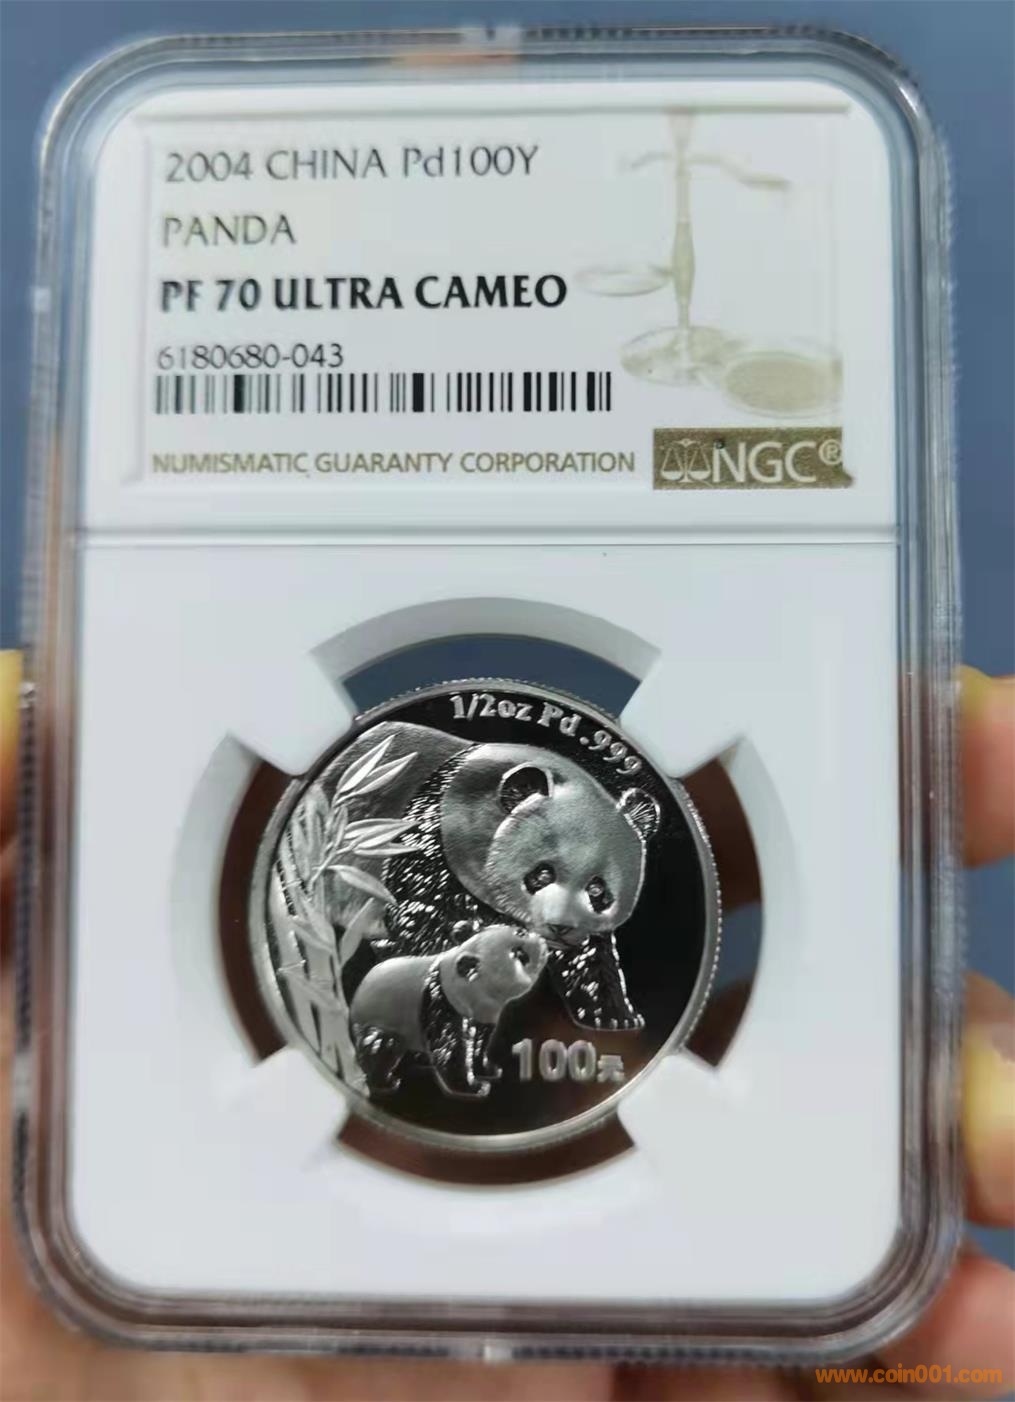 2004 CHINA Pd100Y
PANDA
PF 70 ULTRA CAMEO
6180680-043
NUMISMATIC GUARANTY CORPORATION
NGC®
1/2oz Pd .999
100元
www.coin001.com